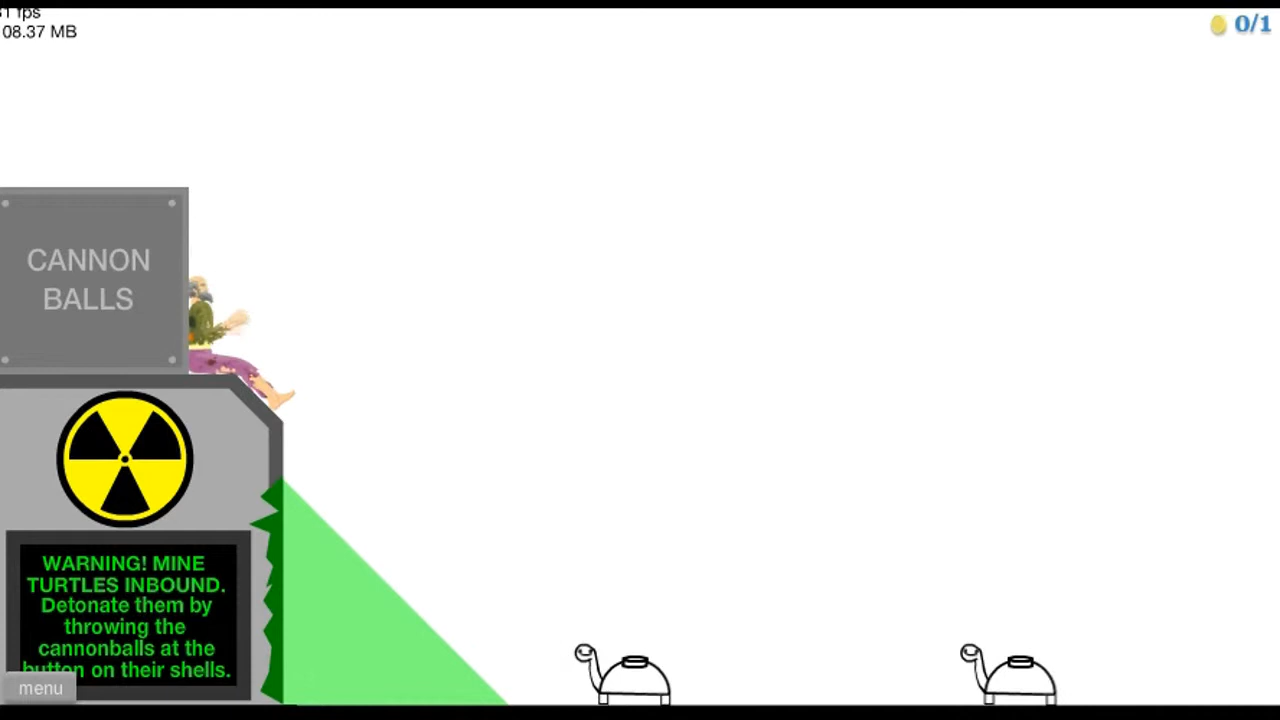 fps
08.37 MB
0/1
CANNON
BALLS
WARNING! MINE
TURTLES INBOUND.
Detonate them by
throwing the
cannonballs at the
button on their shells.
menu